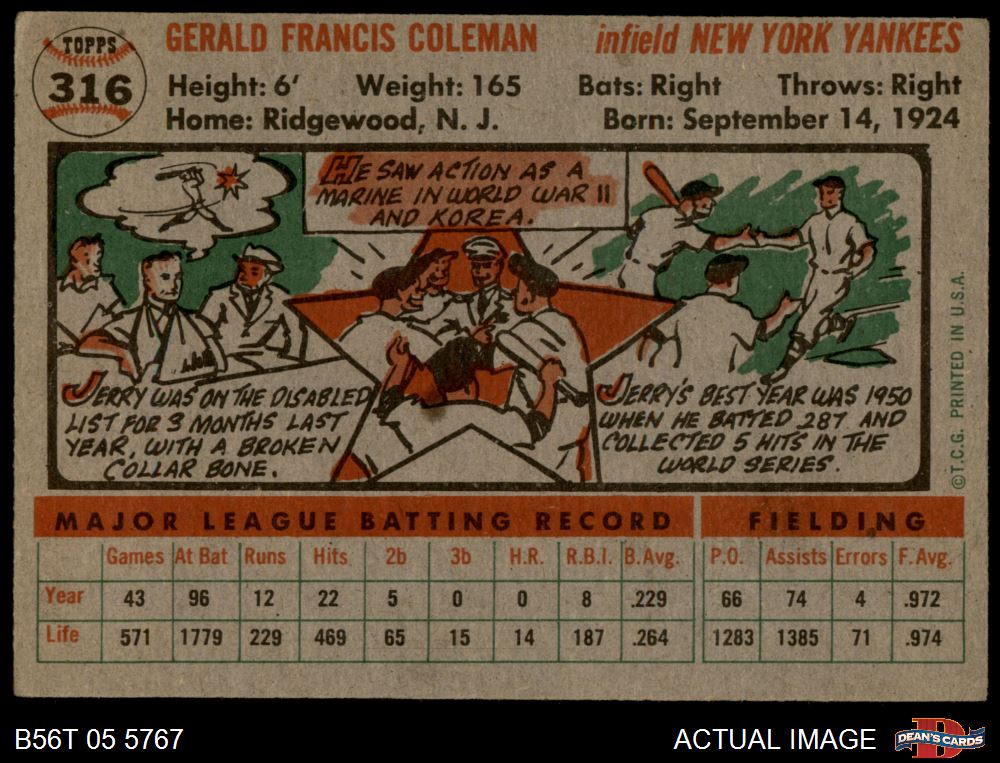 TOPPS
316
GERALD FRANCIS COLEMAN
infield NEW YORK YANKEES
Height: 6' Weight: 165 Bats: Right Throws: Right
Home: Ridgewood, N. J. Born: September 14, 1924
HE SAW ACTION AS A
MARINE IN WORLD WAR II
AND KOREA.
JERRY WAS ON THE DISABLED
LIST FOR 3 MONTHS LAST
YEAR, WITH A BROKEN
COLLAR BONE.
JERRY'S BEST YEAR WAS 1950
WHEN HE BATTED .287 AND
COLLECTED 5 HITS IN THE
WORLD SERIES.
©T.C.G. PRINTED IN U.S.A.
MAJOR LEAGUE BATTING RECORD FIELDING
Games At Bat Runs Hits 2b 3b H.R. R.B.I. B.Avg. P.O. Assists Errors F.Avg.
Year 43 96 12 22 5 0 0 8 .229 66 74 4 .972
Life 571 1779 229 469 65 15 14 187 .264 1283 1385 71 .974
B56T 05 5767
ACTUAL IMAGE
DEAN'S CARDS